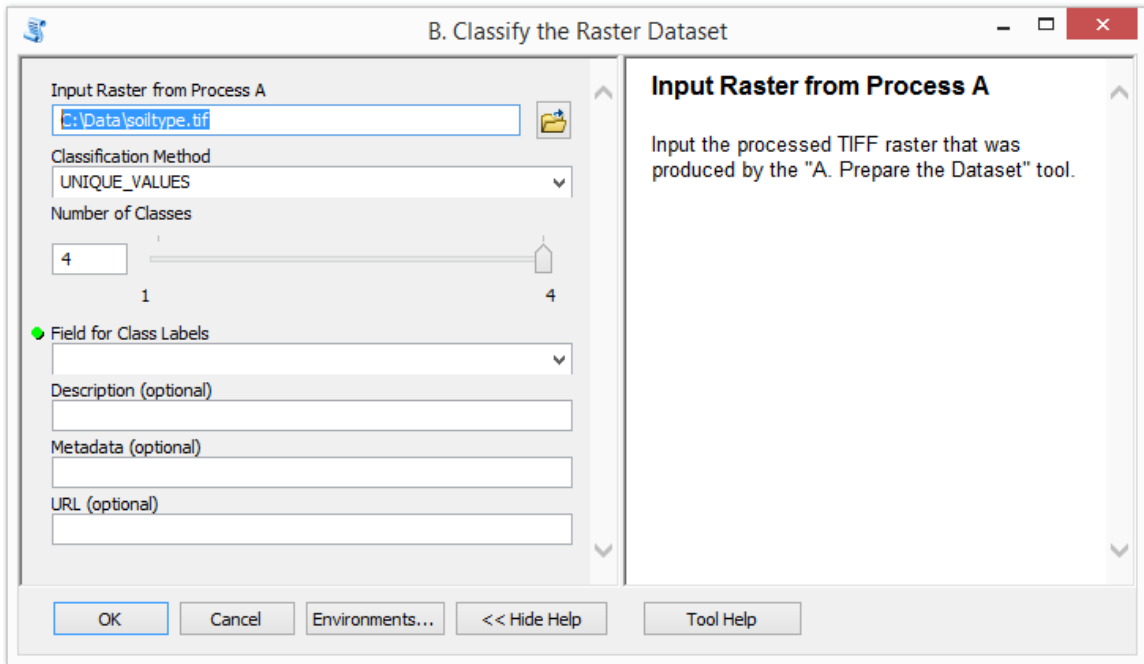 B. Classify the Raster Dataset
Input Raster from Process A
C:\Data\soiltype.tif
Classification Method
UNIQUE_VALUES
Number of Classes
4
1 4
Field for Class Labels
Description (optional)
Metadata (optional)
URL (optional)
Input Raster from Process A
Input the processed TIFF raster that was
produced by the "A. Prepare the Dataset" tool.
OK Cancel Environments... << Hide Help Tool Help